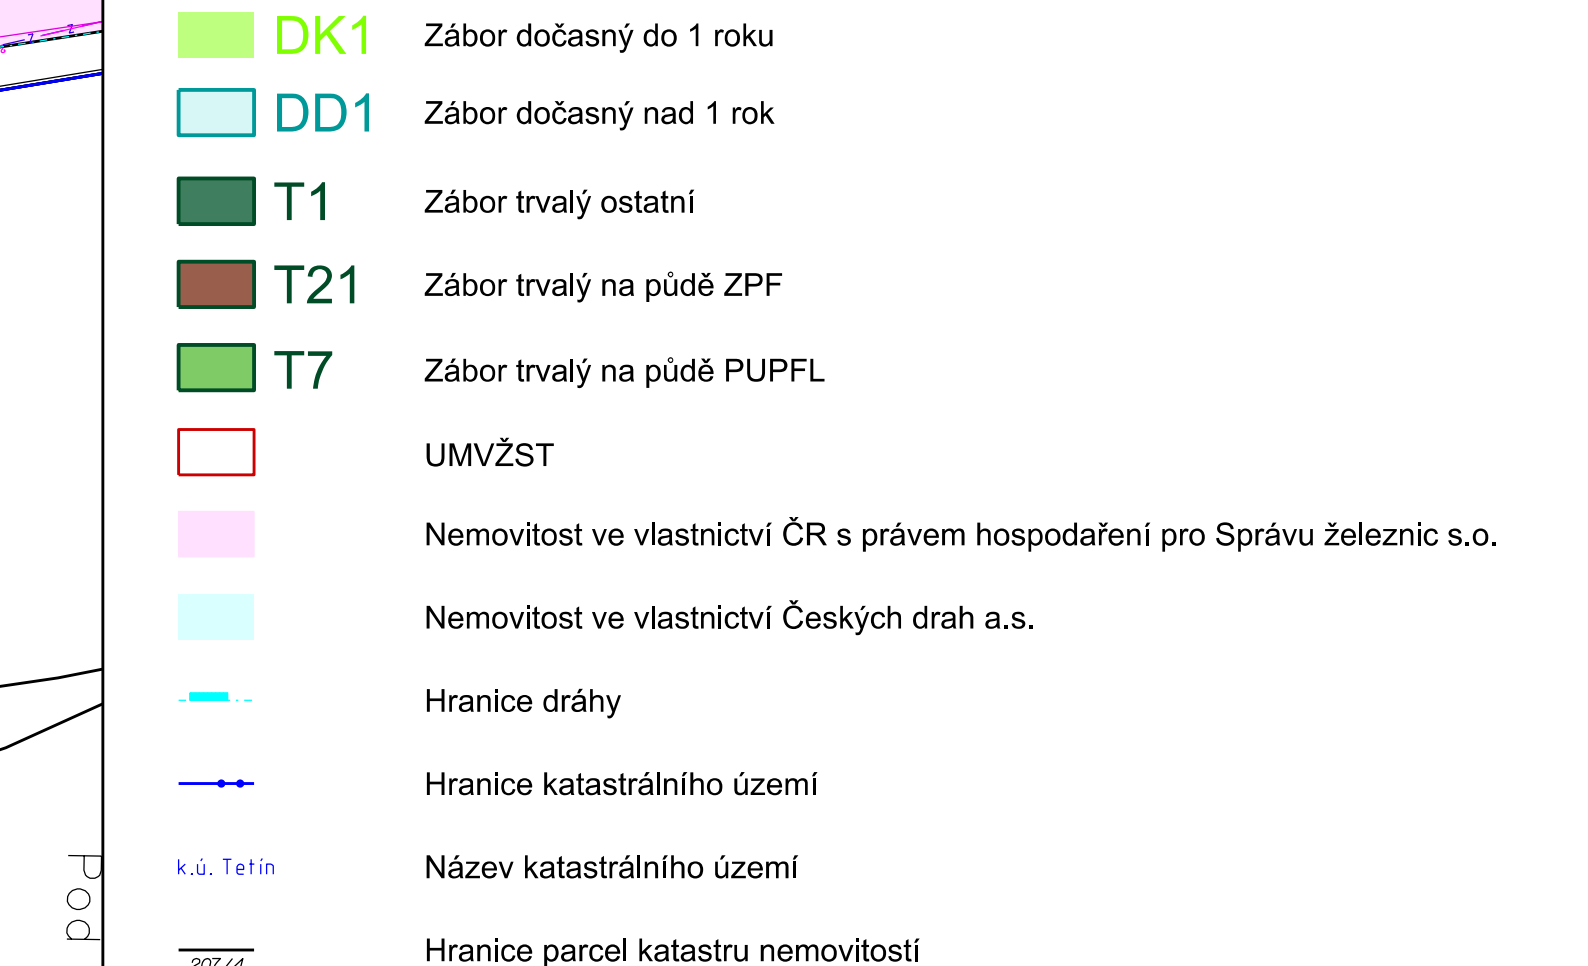 DK1 Zábor dočasný do 1 roku
DD1 Zábor dočasný nad 1 rok
T1 Zábor trvalý ostatní
T21 Zábor trvalý na půdě ZPF
T7 Zábor trvalý na půdě PUPFL
UMVŽST
Nemovitost ve vlastnictví ČR s právem hospodaření pro Správu železnic s.o.
Nemovitost ve vlastnictví Českých drah a.s.
Hranice dráhy
Hranice katastrálního území
k.ú. Tetín Název katastrálního území
Hranice parcel katastru nemovitostí
207/4
Pod